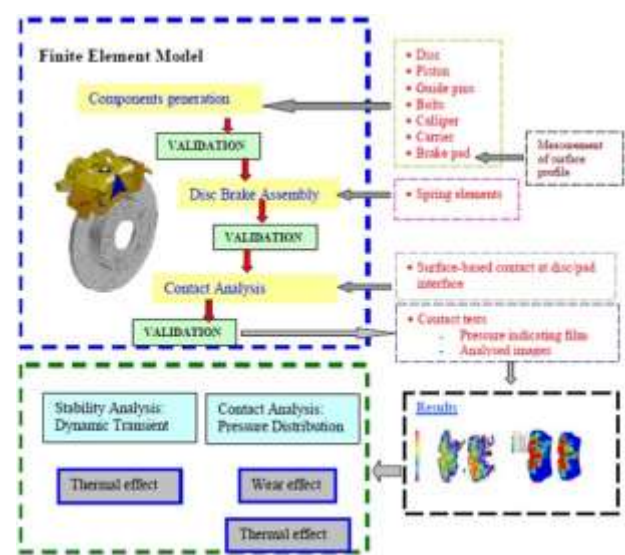 Finite Element Model
Components generation
VALIDATION
Disc Brake Assembly
VALIDATION
Contact Analysis
VALIDATION
• Disc
• Piston
• Guide pins
• Bolts
• Calliper
• Carrier
• Brake pad
Measurement
of surface
profile
• Spring elements
• Surface-based contact at disc/pad
interface
• Contact tests
- Pressure indicating film
- Analysed images
Stability Analysis:
Dynamic Transient
Contact Analysis:
Pressure Distribution
Thermal effect
Wear effect
Thermal effect
Results